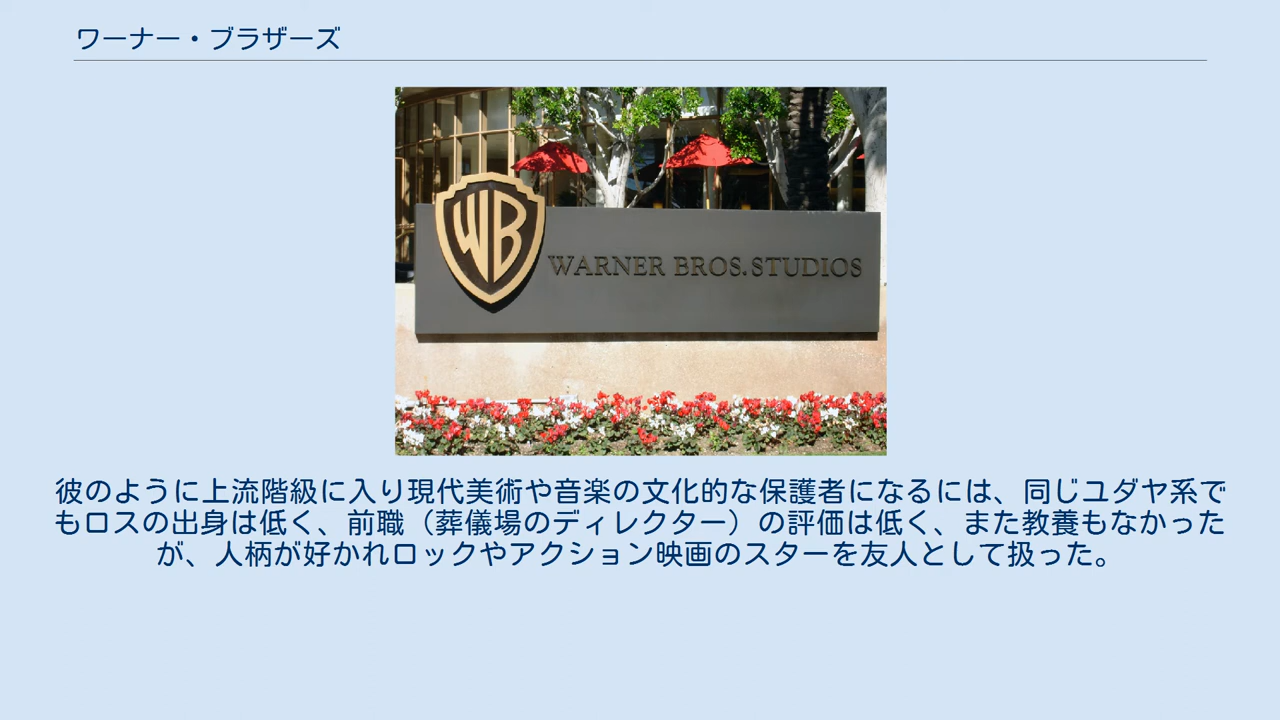 ワーナー・ブラザーズ
WB
WARNER BROS. STUDIOS
彼のように上流階級に入り現代美術や音楽の文化的な保護者になるには、同じユダヤ系で
もロスの出身は低く、前職（葬儀場のディレクター）の評価は低く、また教養もなかった
が、人柄が好かれロックやアクション映画のスターを友人として扱った。